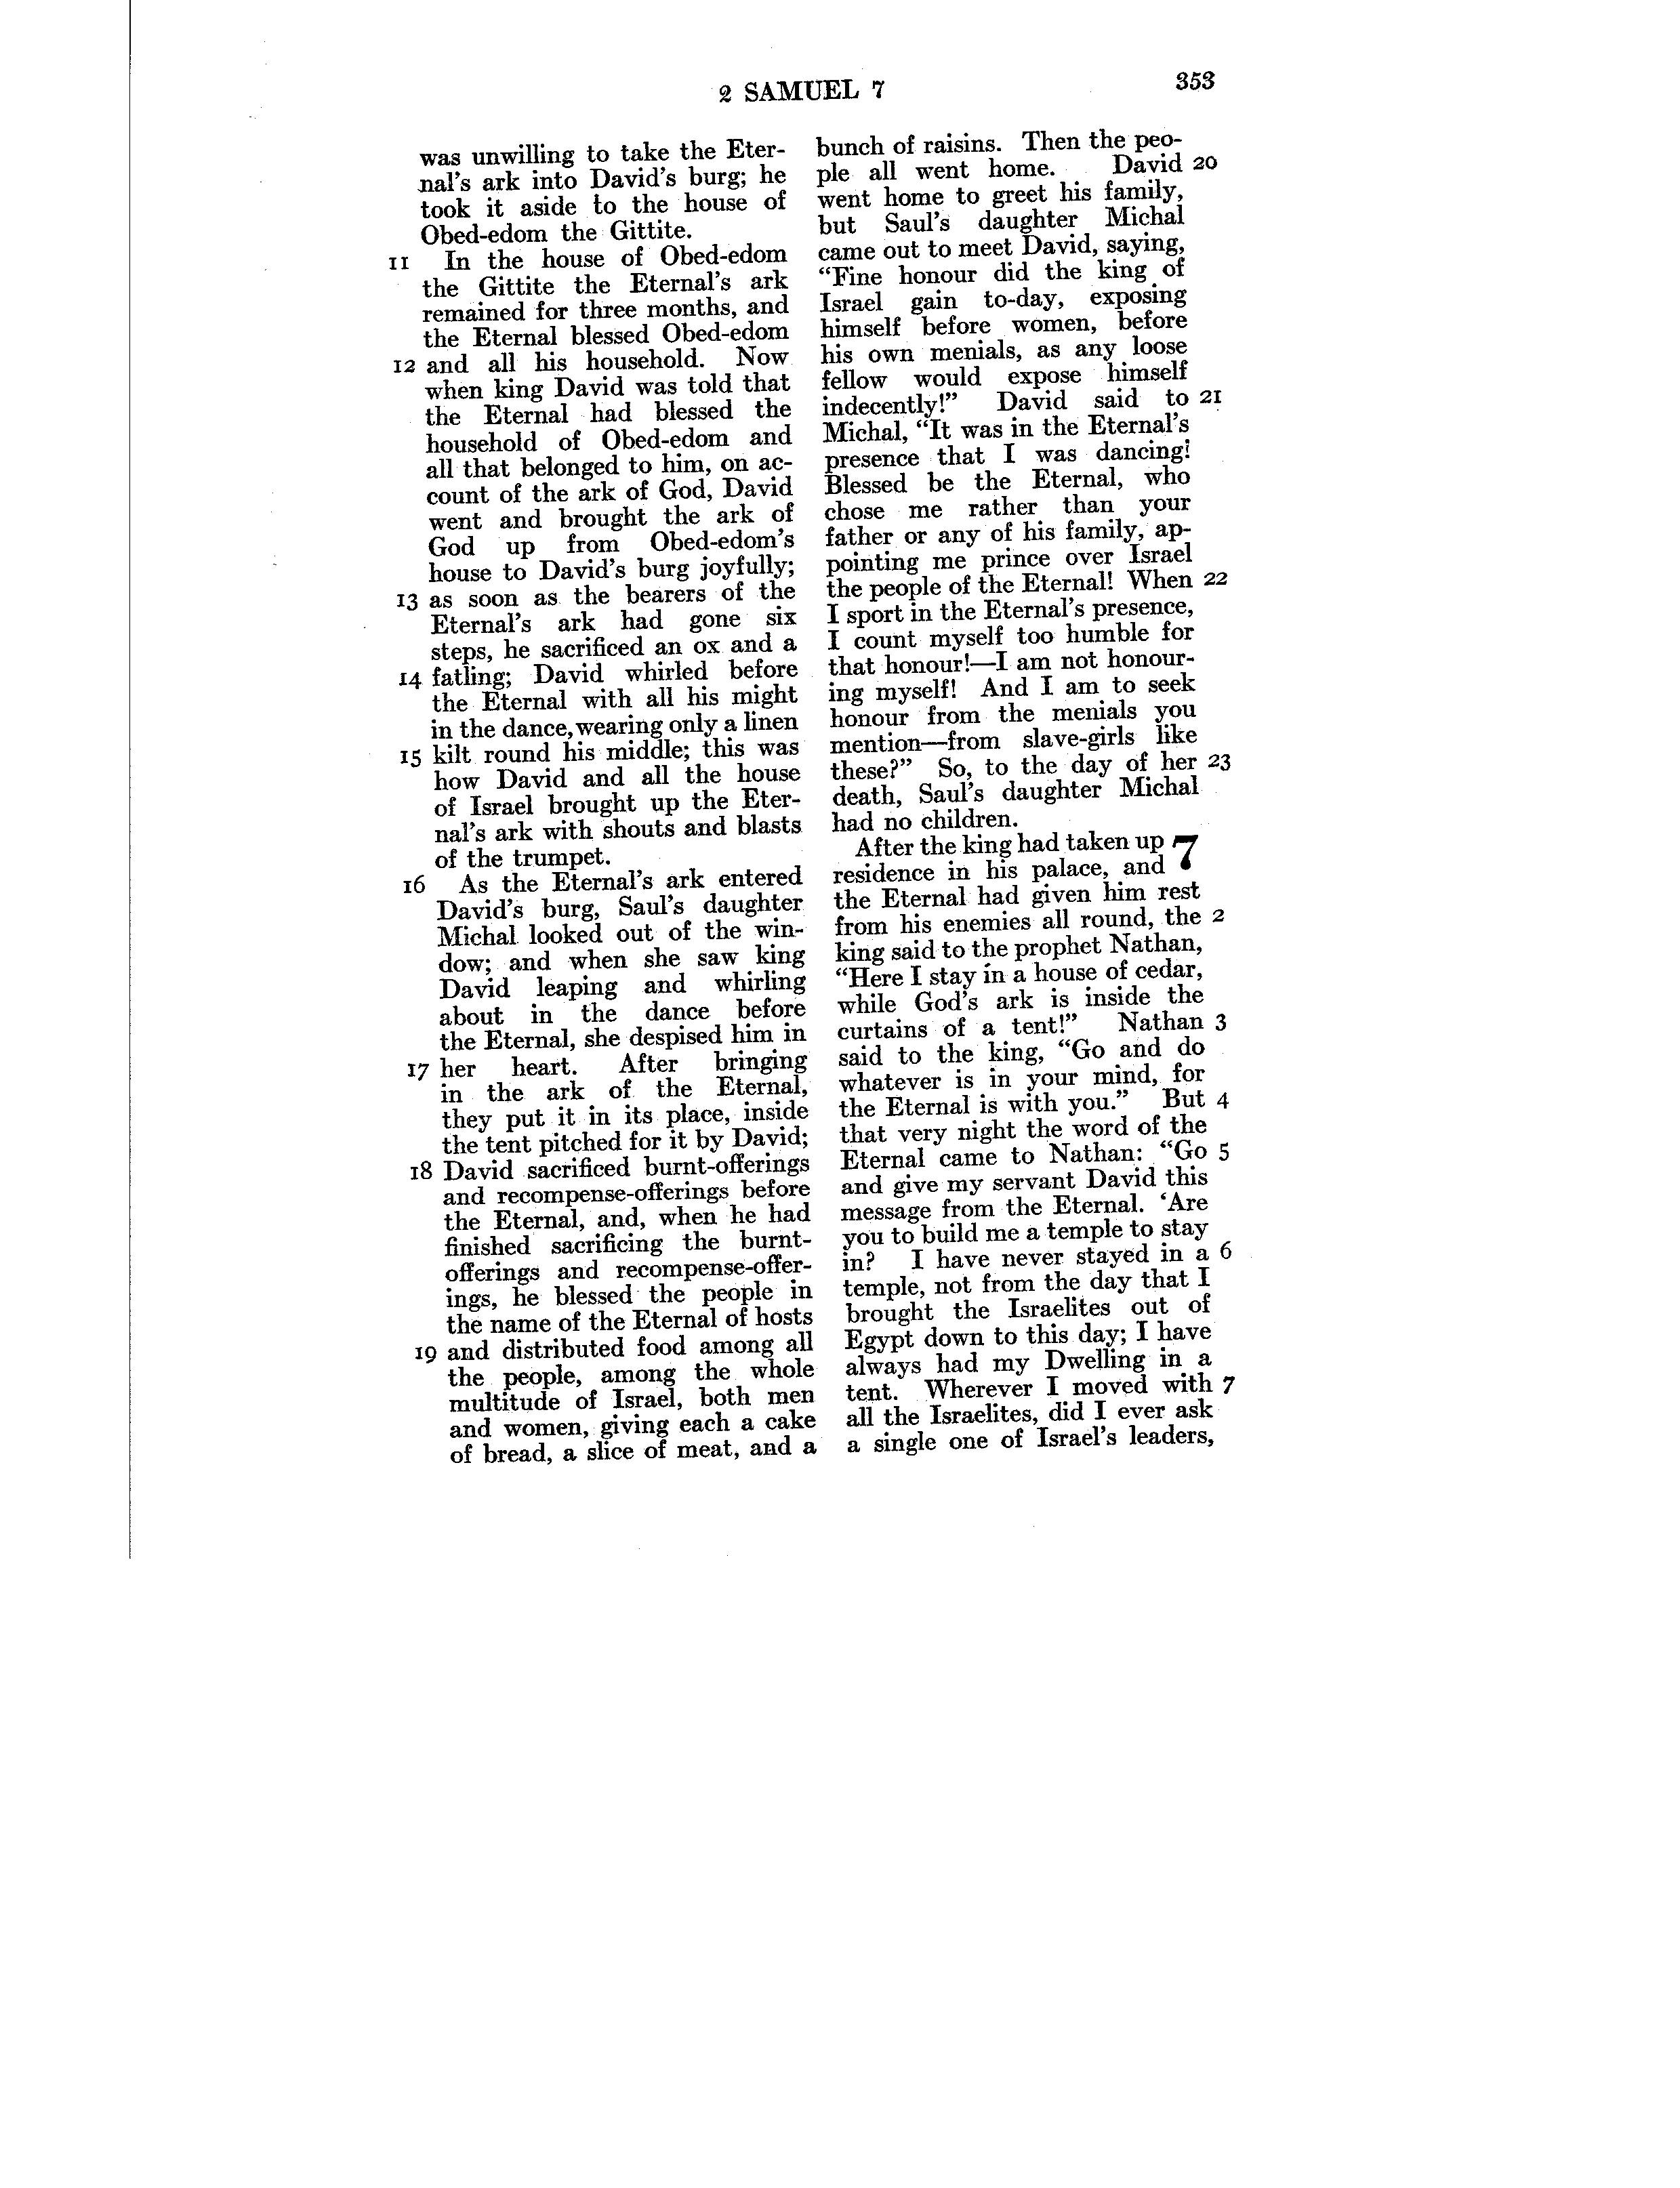 2 SAMUEL 7
353
was unwilling to take the Eter-
nal's ark into David's burg; he
took it aside to the house of
Obed-edom the Gittite.
11 In the house of Obed-edom
the Gittite the Eternal's ark
remained for three months, and
the Eternal blessed Obed-edom
12 and all his household. Now
when king David was told that
the Eternal had blessed the
household of Obed-edom and
all that belonged to him, on ac-
count of the ark of God, David
went and brought the ark of
God up from Obed-edom's
house to David's burg joyfully;
13 as soon as the bearers of the
Eternal's ark had gone six
steps, he sacrificed an ox and a
14 fatling; David whirled before
the Eternal with all his might
in the dance, wearing only a linen
15 kilt round his middle; this was
how David and all the house
of Israel brought up the Eter-
nal's ark with shouts and blasts
of the trumpet.
16 As the Eternal's ark entered
David's burg, Saul's daughter
Michal looked out of the win-
dow; and when she saw king
David leaping and whirling
about in the dance before
the Eternal, she despised him in
17 her heart. After bringing
in the ark of the Eternal,
they put it in its place, inside
the tent pitched for it by David;
18 David sacrificed burnt-offerings
and recompense-offerings before
the Eternal, and, when he had
finished sacrificing the burnt-
offerings and recompense-offer-
ings, he blessed the people in
the name of the Eternal of hosts
19 and distributed food among all
the people, among the whole
multitude of Israel, both men
and women, giving each a cake
of bread, a slice of meat, and a
bunch of raisins. Then the peo-
ple all went home. David 20
went home to greet his family,
but Saul's daughter Michal
came out to meet David, saying,
"Fine honour did the king of
Israel gain to-day, exposing
himself before women, before
his own menials, as any loose
fellow would expose himself
indecently!" David said to 21
Michal, "It was in the Eternal's
presence that I was dancing!
Blessed be the Eternal, who
chose me rather than your
father or any of his family, ap-
pointing me prince over Israel
the people of the Eternal! When 22
I sport in the Eternal's presence,
I count myself too humble for
that honour!—I am not honour-
ing myself! And I am to seek
honour from the menials you
mention—from slave-girls like
these?" So, to the day of her 23
death, Saul's daughter Michal
had no children.
After the king had taken up 7
residence in his palace, and
the Eternal had given him rest
from his enemies all round, the 2
king said to the prophet Nathan,
"Here I stay in a house of cedar,
while God's ark is inside the
curtains of a tent!" Nathan 3
said to the king, "Go and do
whatever is in your mind, for
the Eternal is with you." But 4
that very night the word of the
Eternal came to Nathan: "Go 5
and give my servant David this
message from the Eternal. 'Are
you to build me a temple to stay
in? I have never stayed in a 6
temple, not from the day that I
brought the Israelites out of
Egypt down to this day; I have
always had my Dwelling in a
tent. Wherever I moved with 7
all the Israelites, did I ever ask
a single one of Israel's leaders,